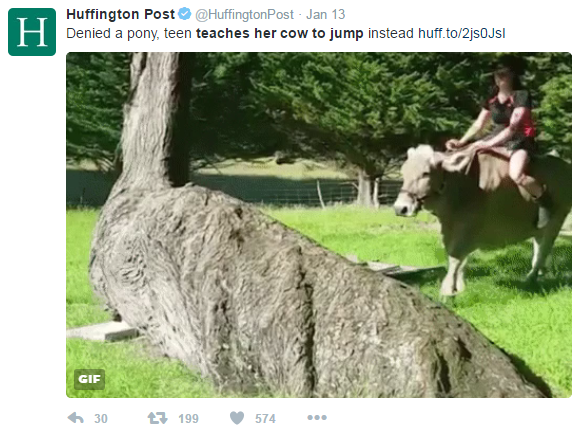 Huffington Post @HuffingtonPost · Jan 13
Denied a pony, teen teaches her cow to jump instead huff.to/2js0JsI
GIF
30 199 574